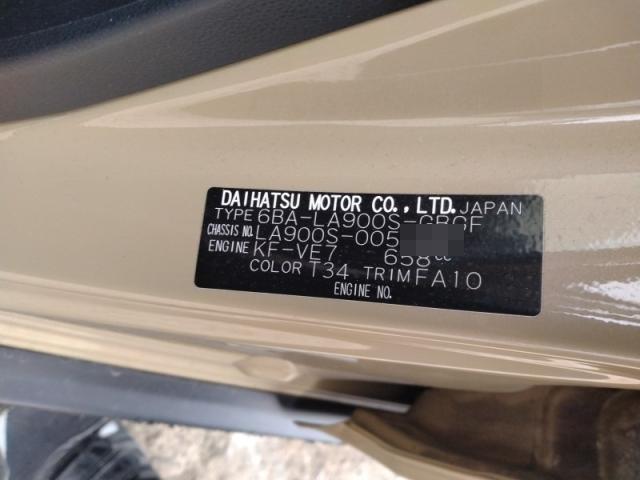 DAIHATSU MOTOR CO., LTD. JAPAN
TYPE 6BA-LA900S-GBGF
CHASSIS NO. LA900S-005
ENGINE KF-VE7 658cc
COLOR T34 TRIM FA10
ENGINE NO.